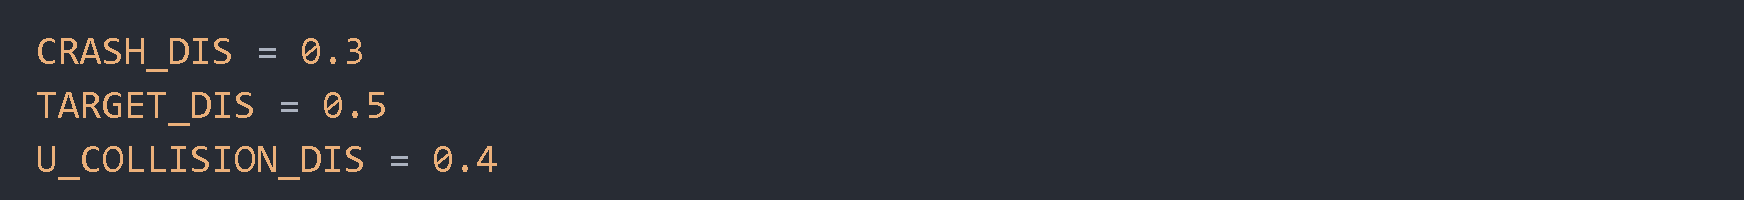 CRASH_DIS = 0.3
TARGET_DIS = 0.5
U_COLLISION_DIS = 0.4